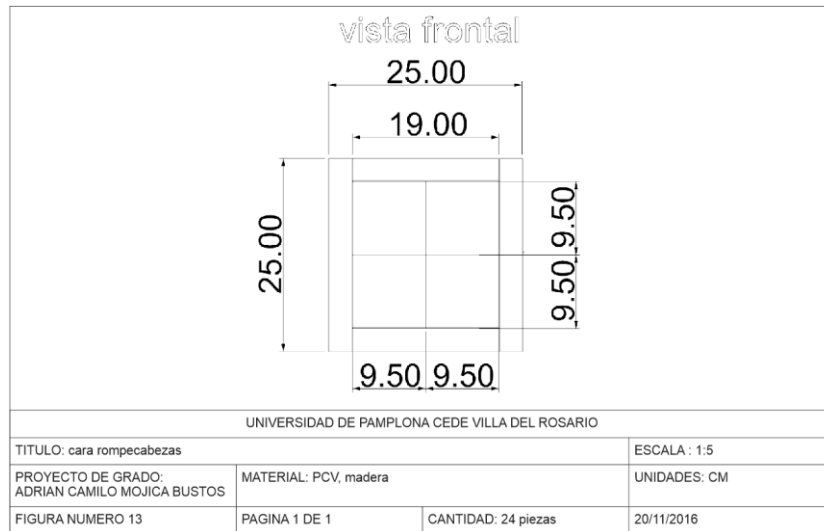 vista frontal
25.00
19.00
25.00
9.50
9.50
9.50 9.50
UNIVERSIDAD DE PAMPLONA CEDE VILLA DEL ROSARIO
TITULO: cara rompecabezas
ESCALA : 1:5
PROYECTO DE GRADO:
ADRIAN CAMILO MOJICA BUSTOS
MATERIAL: PCV, madera
UNIDADES: CM
FIGURA NUMERO 13
PAGINA 1 DE 1
CANTIDAD: 24 piezas
20/11/2016